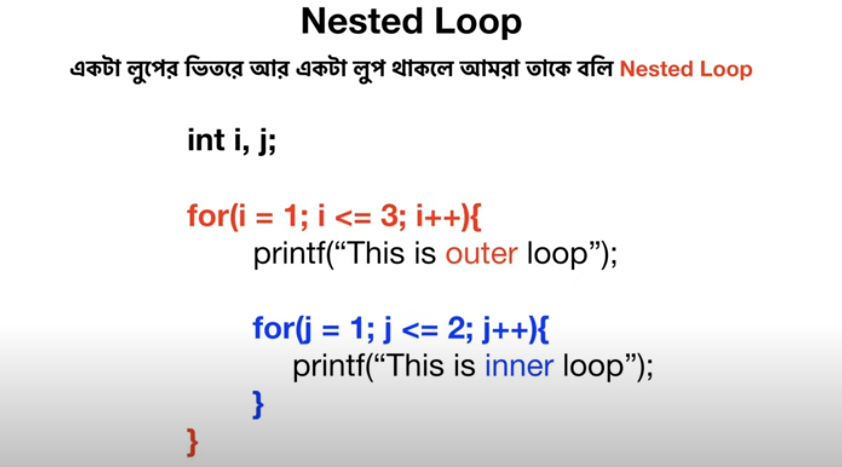 Nested Loop
একটা লুপের ভিতরে আর একটা লুপ থাকলে আমরা তাকে বলি Nested Loop
int i, j;
for(i = 1; i <= 3; i++){
printf(“This is outer loop”);
for(j = 1; j <= 2; j++){
printf(“This is inner loop”);
}
}